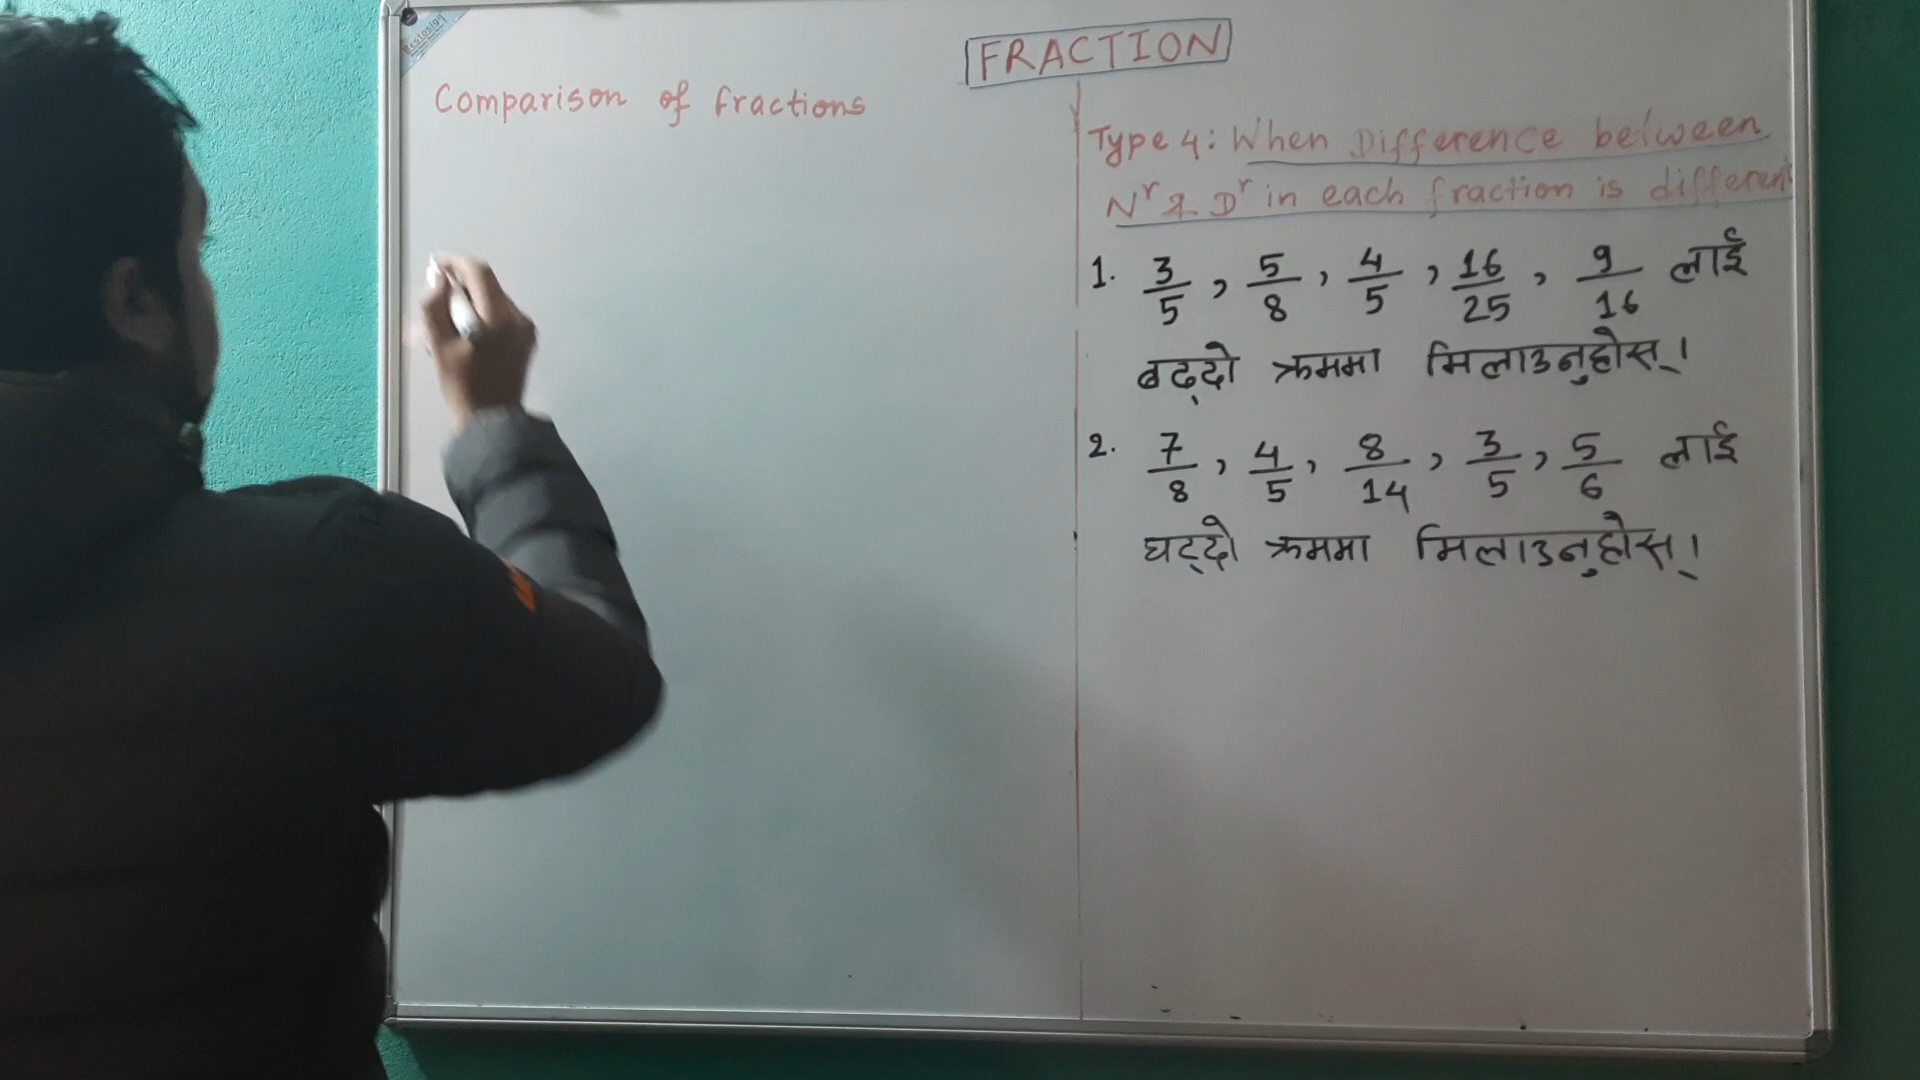 Bestosign
FRACTION
Comparison of fractions
Type 4: When Difference between
Nʳ & Dʳ in each fraction is different
1. 3/5, 5/8, 4/5, 16/25, 9/16 लाई
बढ्दो क्रममा मिलाउनुहोस्।
2. 7/8, 4/5, 8/14, 3/5, 5/6 लाई
घट्दो क्रममा मिलाउनुहोस्।